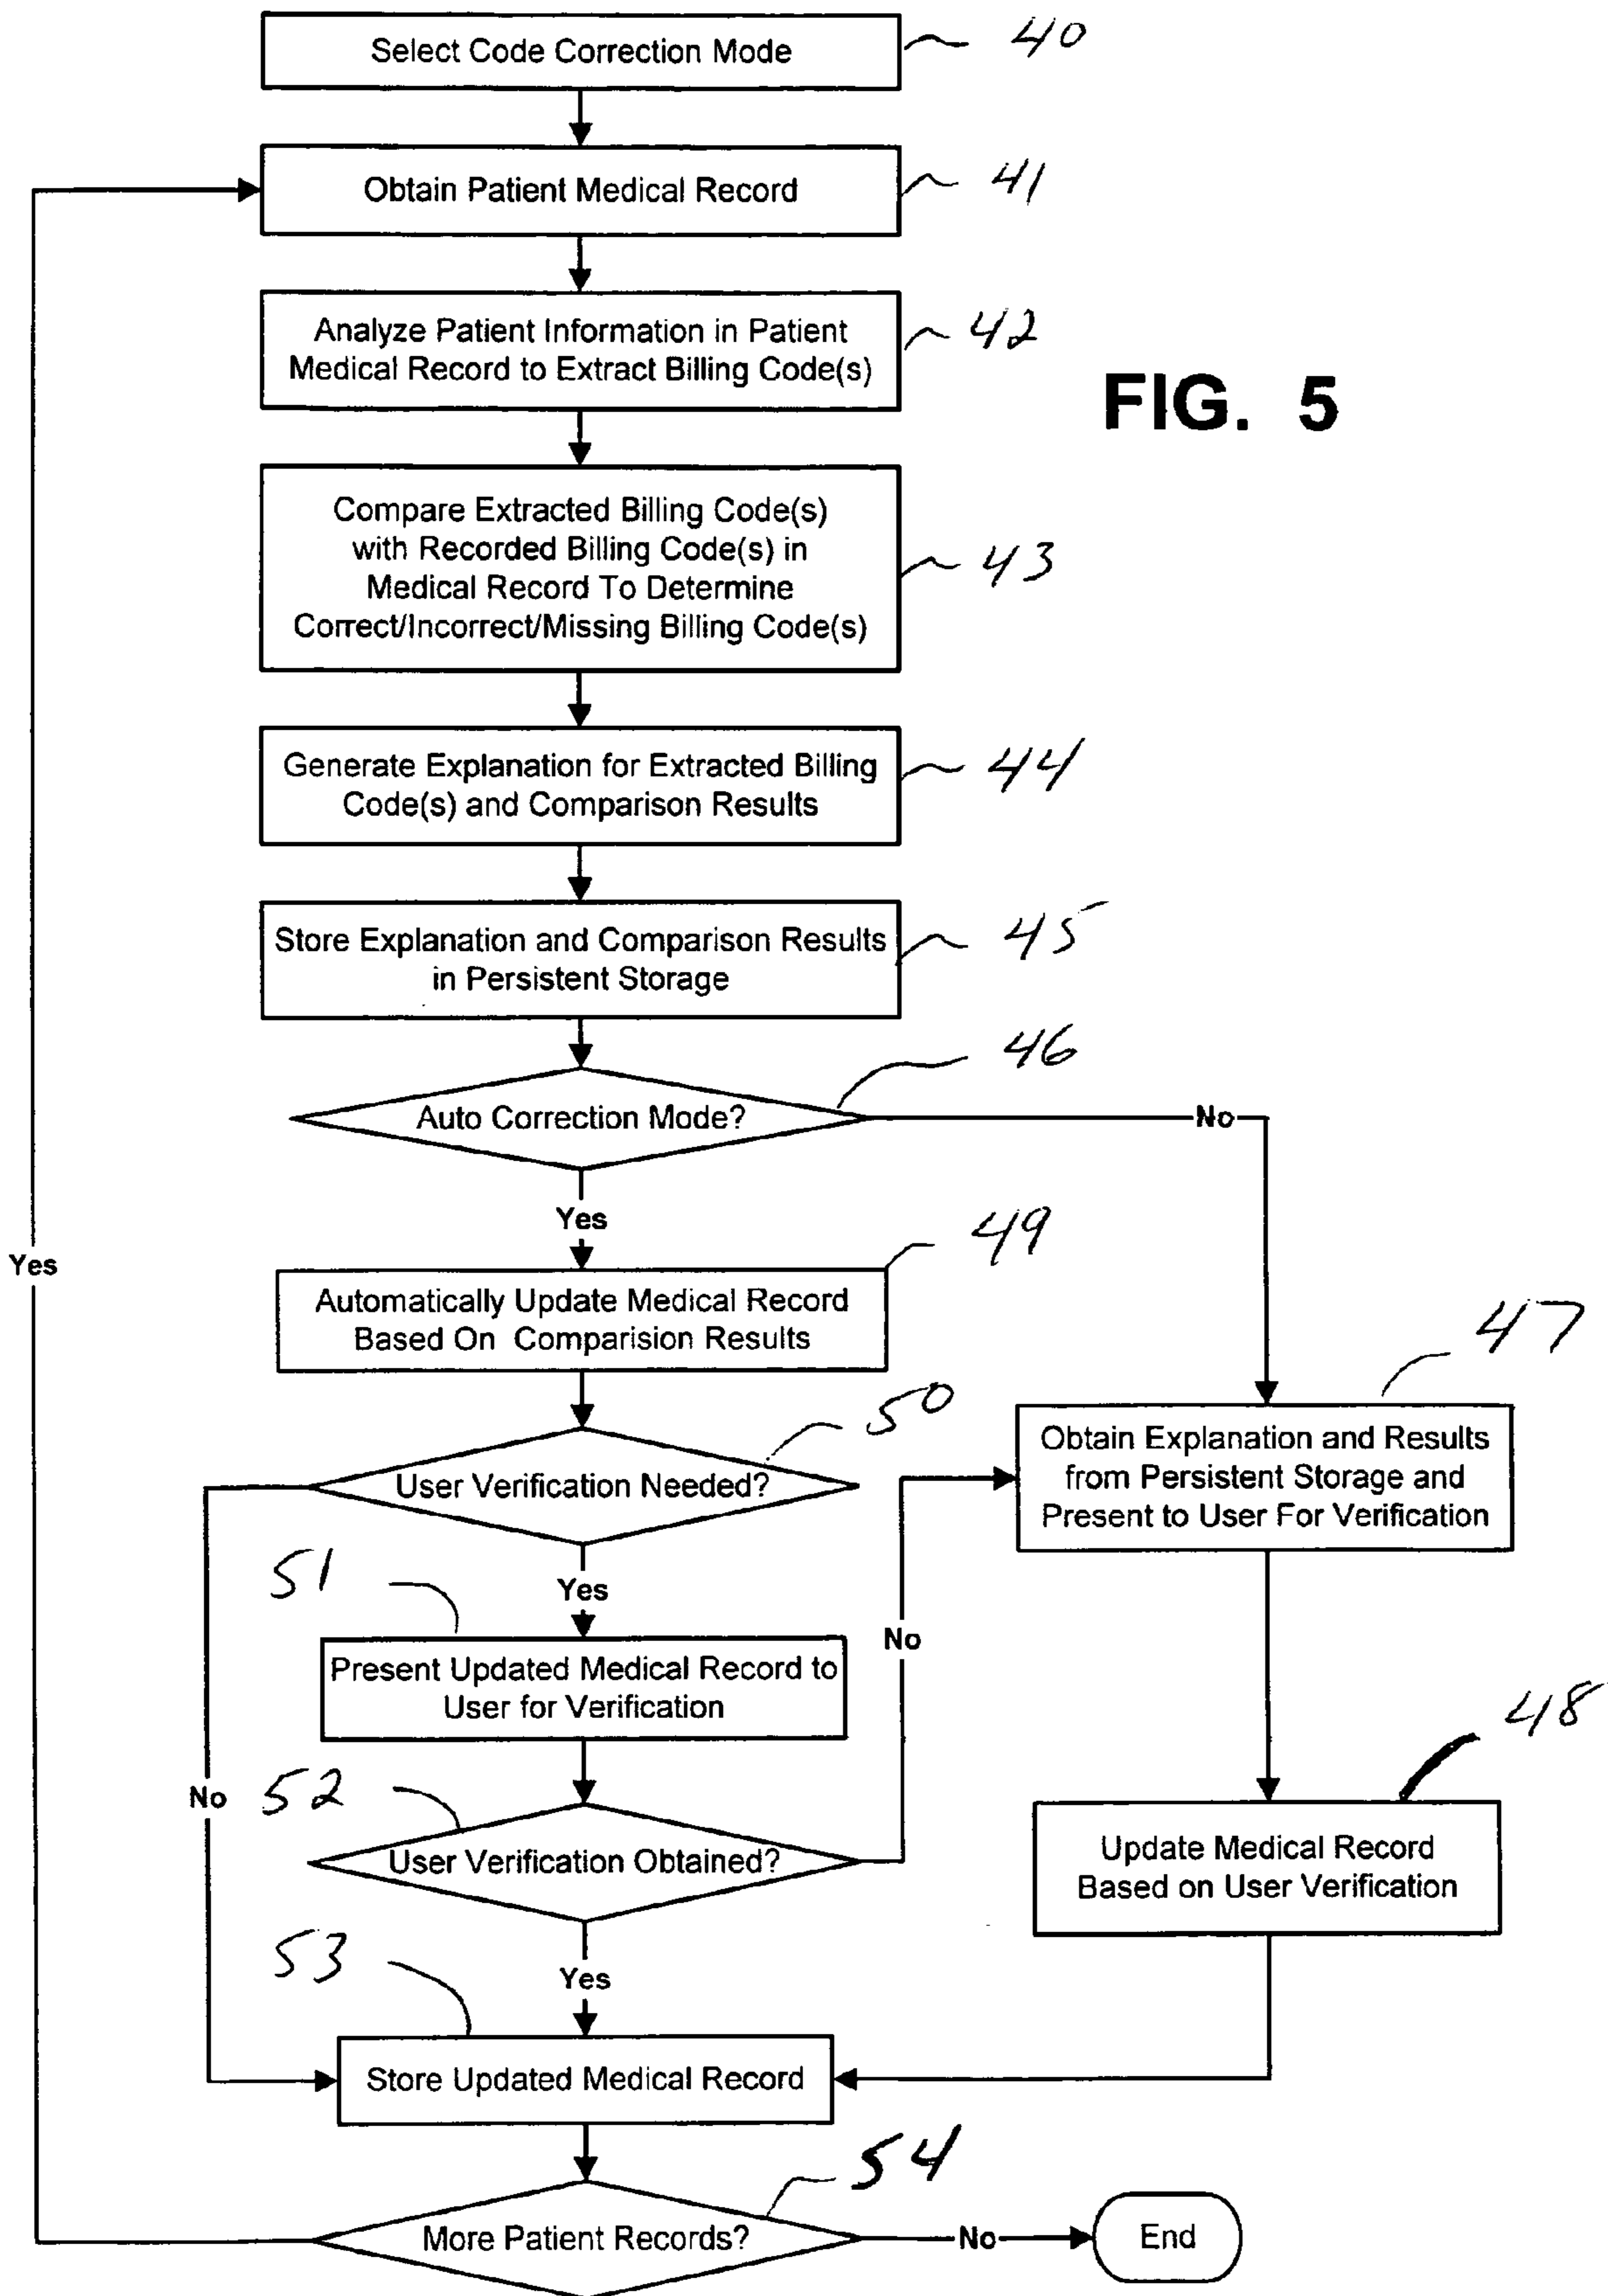 Select Code Correction Mode
40
Obtain Patient Medical Record
41
Analyze Patient Information in Patient
Medical Record to Extract Billing Code(s)
42
FIG. 5
Compare Extracted Billing Code(s)
with Recorded Billing Code(s) in
Medical Record To Determine
Correct/Incorrect/Missing Billing Code(s)
43
Generate Explanation for Extracted Billing
Code(s) and Comparison Results
44
Store Explanation and Comparison Results
in Persistent Storage
45
46
Auto Correction Mode?
No
Yes
49
Yes
Automatically Update Medical Record
Based On Comparision Results
47
50
Obtain Explanation and Results
from Persistent Storage and
Present to User For Verification
User Verification Needed?
51
Yes
No
Present Updated Medical Record to
User for Verification
48
No
52
User Verification Obtained?
Update Medical Record
Based on User Verification
53
Yes
Store Updated Medical Record
54
More Patient Records?
No
End